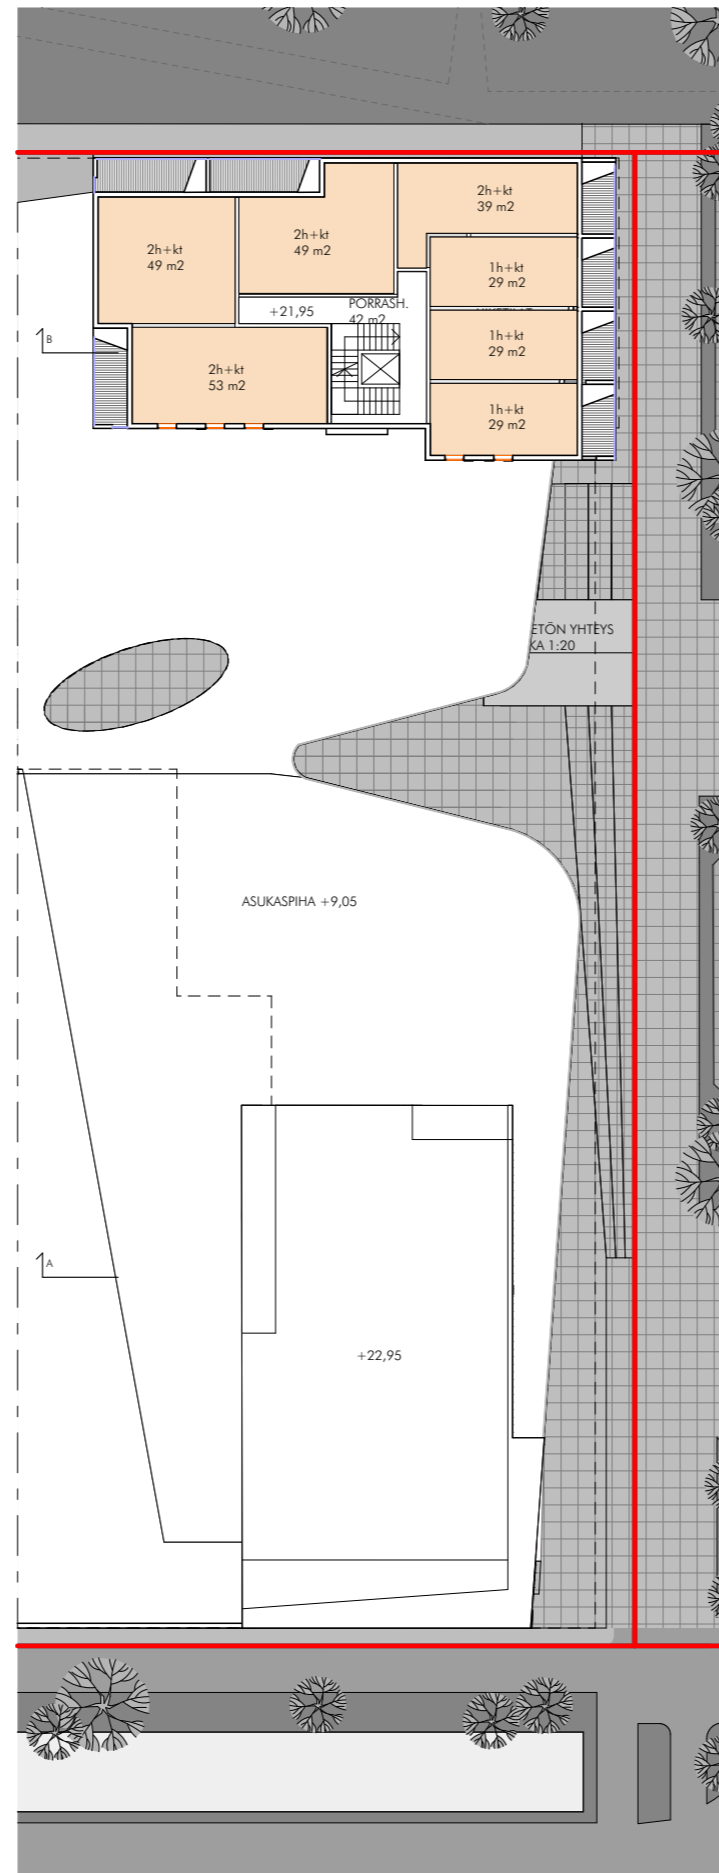 2h+kt
39 m2
2h+kt
49 m2
2h+kt
49 m2
1h+kt
29 m2
+21,95
PORRASH.
42 m2
1h+kt
29 m2
B
2h+kt
53 m2
1h+kt
29 m2
ETÖN YHTEYS
KA 1:20
ASUKASPIHA +9,05
A
+22,95